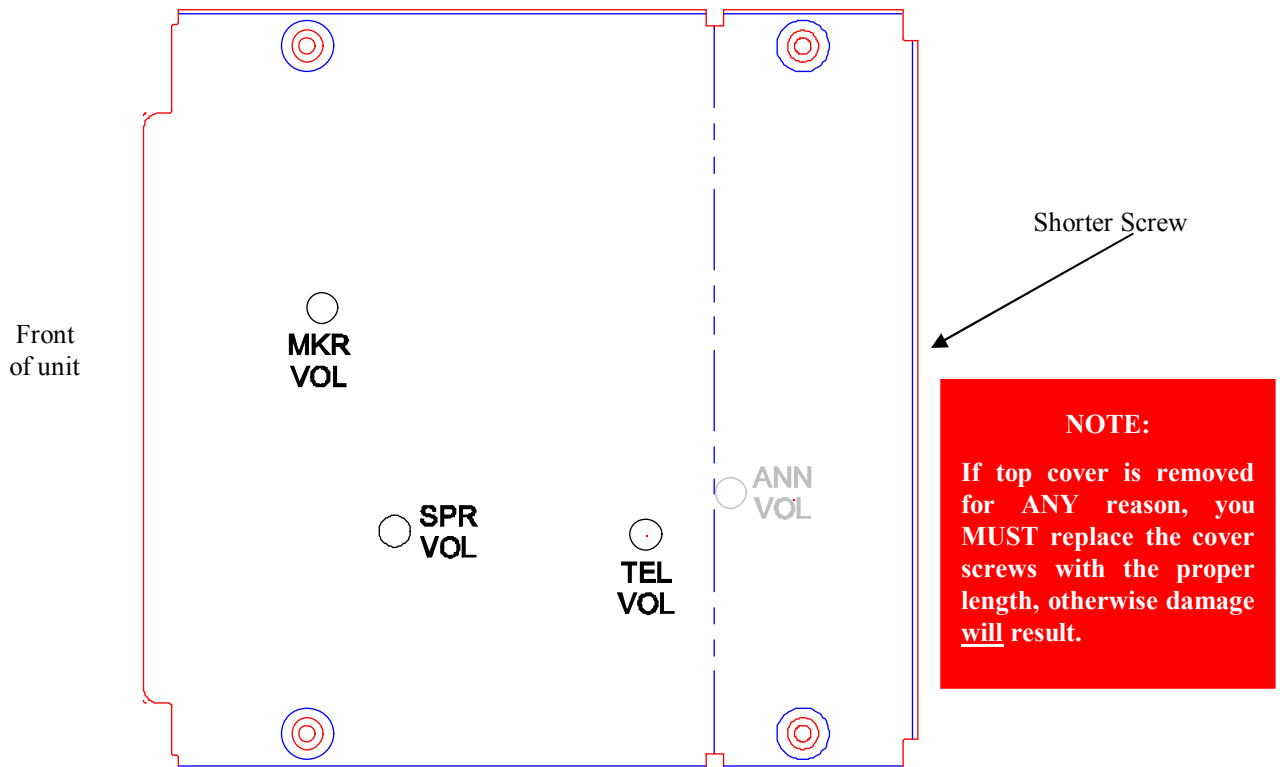 Shorter Screw
Front
of unit
MKR
VOL
ANN
VOL
SPR
VOL
TEL
VOL
NOTE:
If top cover is removed
for ANY reason, you
MUST replace the cover
screws with the proper
length, otherwise damage
will result.